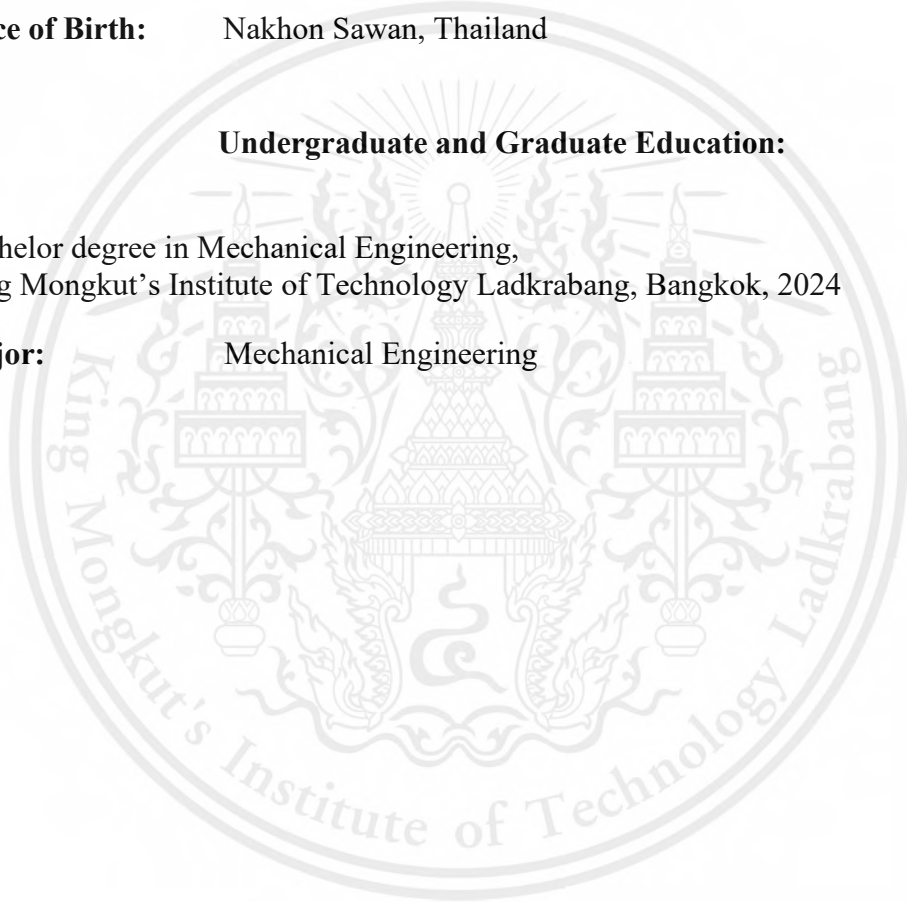 ce of Birth: Nakhon Sawan, Thailand
Undergraduate and Graduate Education:
helor degree in Mechanical Engineering,
g Mongkut’s Institute of Technology Ladkrabang, Bangkok, 2024
jor: Mechanical Engineering
King Mongkut's Institute of Technology Ladkrabang